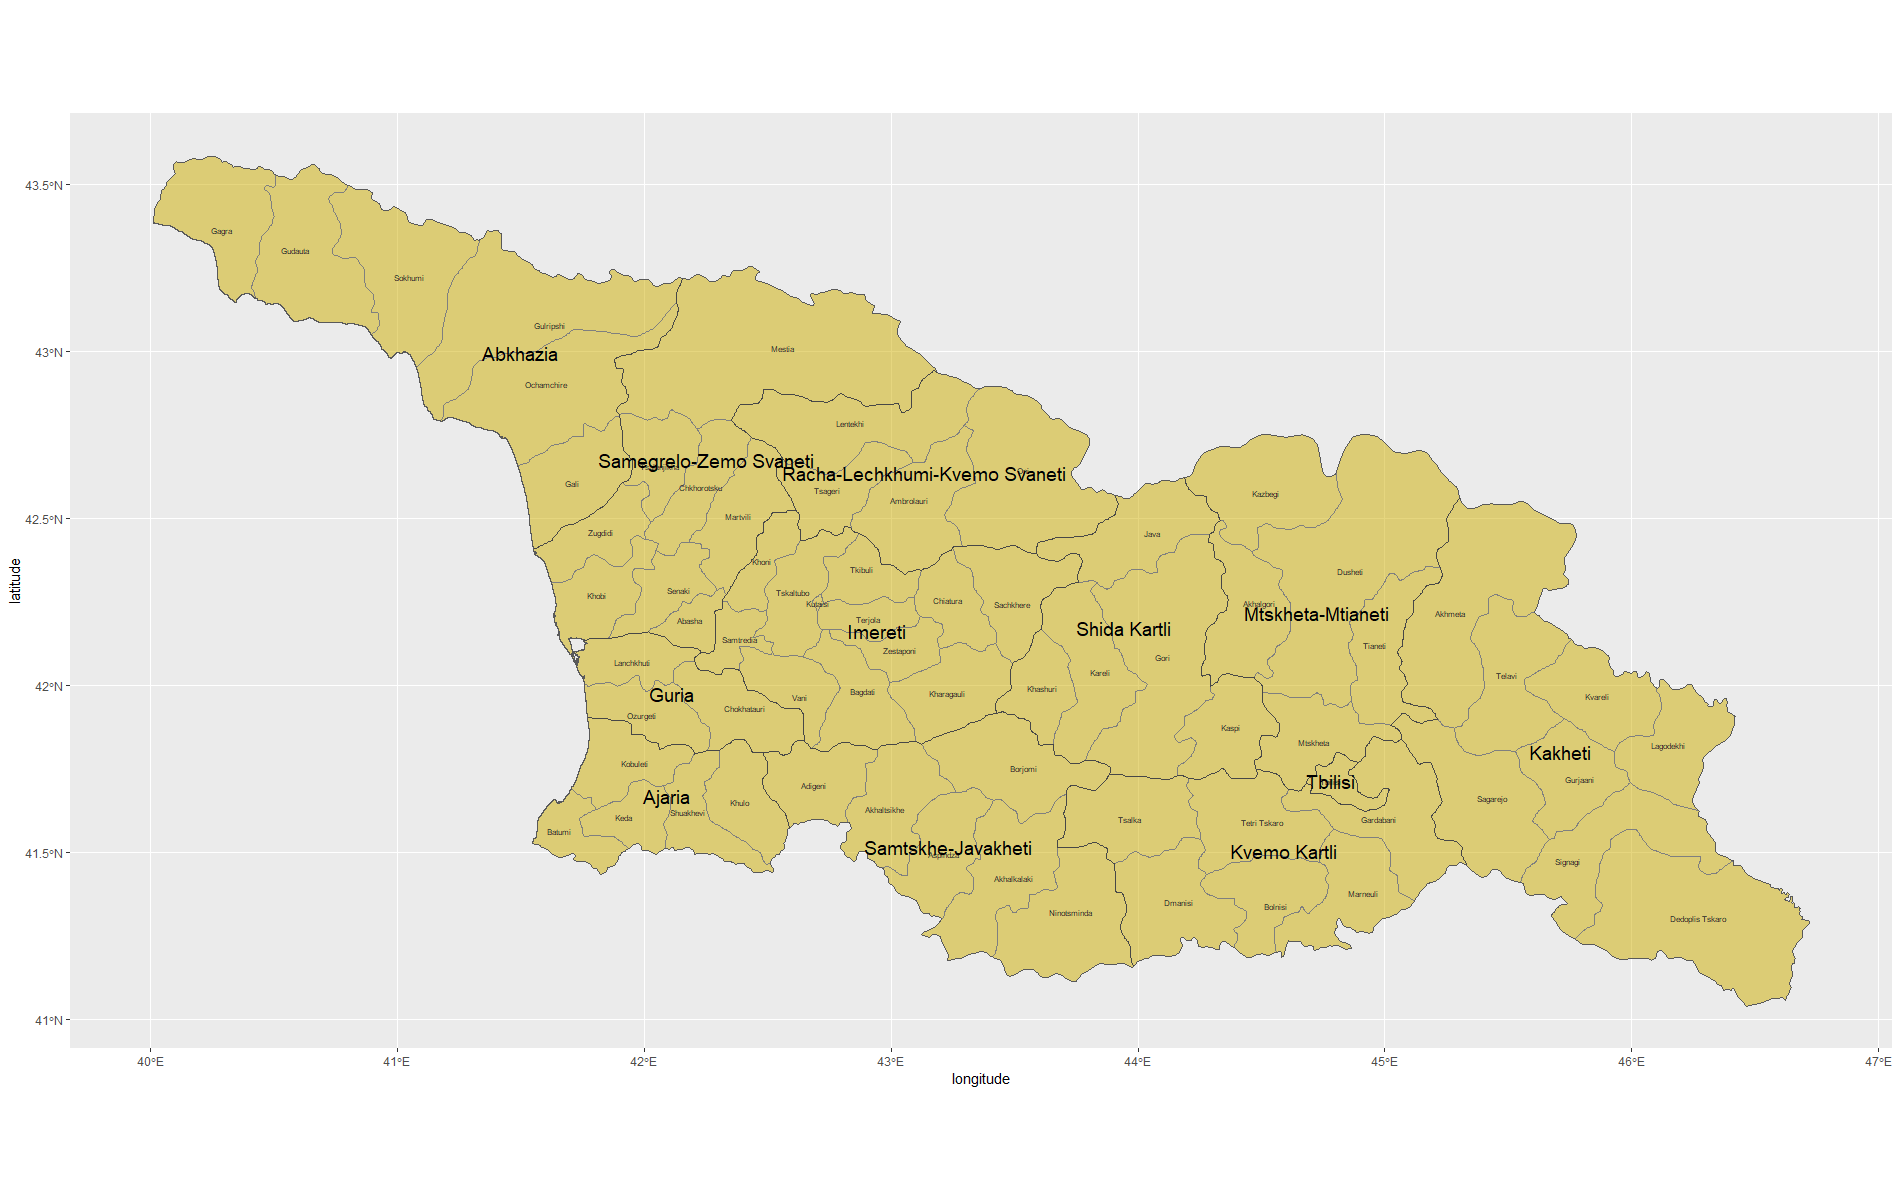 43.5°N
43°N
42.5°N
42°N
41.5°N
41°N
latitude
Gagra
Gudauta
Sokhumi
Gulripshi
Mestia
Abkhazia
Ochamchire
Lentekhi
Samegrelo-Zemo Svaneti
Racha-Lechkhumi-Kvemo Svaneti
Gali
Chkhorotsku
Tsageri
Ambrolauri
Kazbegi
Martvili
Zugdidi
Java
Khoni
Tkibuli
Dusheti
Khobi
Senaki
Tskaltubo
Kutaisi
Chiatura
Sachkhere
Akhalgori
Mtskheta-Mtianeti
Akhmeta
Abasha
Terjola
Imereti
Shida Kartli
Samtredia
Zestaponi
Tianeti
Lanchkhuti
Gori
Kareli
Telavi
Guria
Vani
Bagdati
Kharagauli
Khashuri
Kvareli
Ozurgeti
Chokhatauri
Kaspi
Mtskheta
Lagodekhi
Kakheti
Kobuleti
Borjomi
Tbilisi
Gurjaani
Adigeni
Ajaria
Khulo
Sagarejo
Akhaltsikhe
Keda
Shuakhevi
Tsalka
Tetri Tskaro
Gardabani
Batumi
Samtskhe-Javakheti
Aspindza
Kvemo Kartli
Signagi
Akhalkalaki
Marneuli
Dmanisi
Bolnisi
Ninotsminda
Dedoplis Tskaro
40°E
41°E
42°E
43°E
44°E
45°E
46°E
47°E
longitude